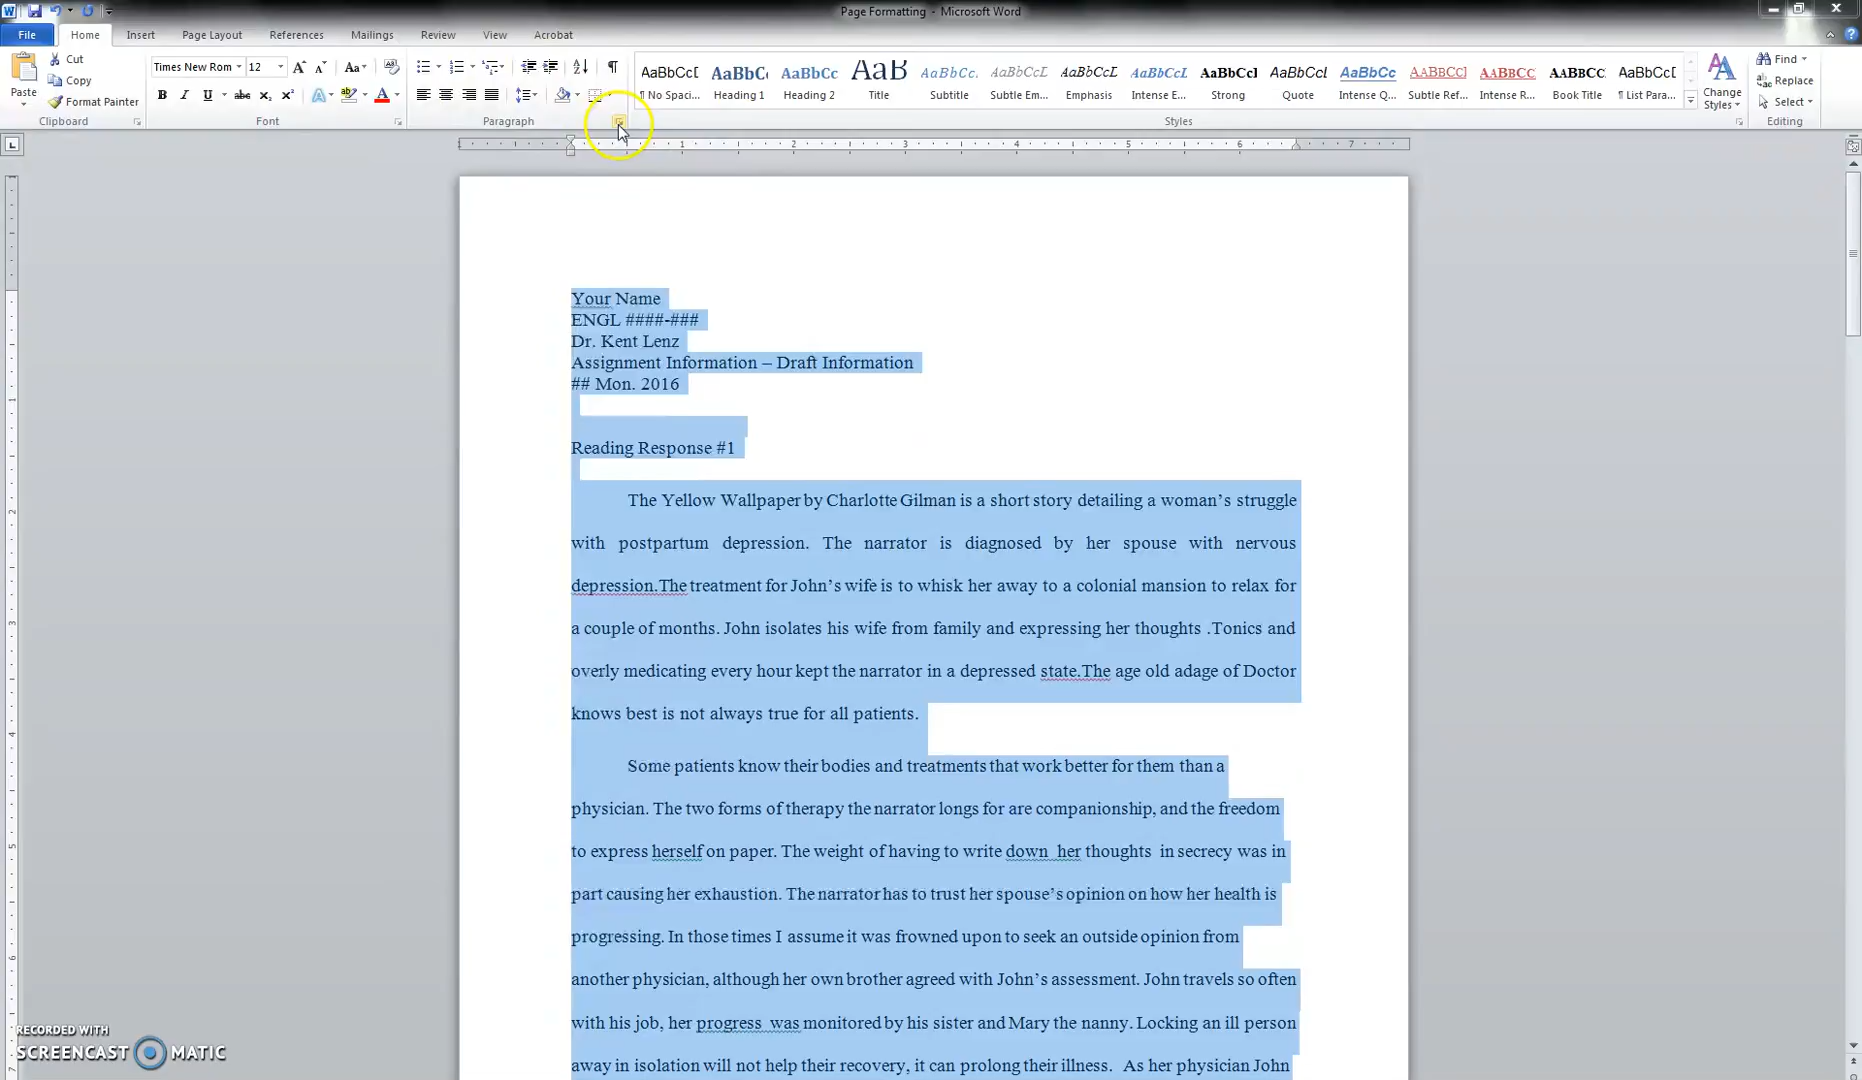 Page Formatting - Microsoft Word
File Home Insert Page Layout References Mailings Review View Acrobat
Paste
Cut
Copy
Format Painter
Clipboard
Times New Rom 12
Font
Paragraph
AaBbCcI ¶ No Spaci...
AaBbC Heading 1
AaBbCc Heading 2
AaB Title
AaBbCc. Subtitle
AaBbCcL Subtle Em...
AaBbCcL Emphasis
AaBbCcL Intense E...
AaBbCcI Strong
AaBbCcI Quote
AaBbCc Intense Q...
AaBbCcI Subtle Ref...
AaBbCc Intense R...
AaBbCc Book Title
AaBbCcI ¶ List Para...
Change Styles
Styles
Find
Replace
Select
Editing
1 2 3 4 5 6 7
Your Name
ENGL ####-###
Dr. Kent Lenz
Assignment Information – Draft Information
## Mon. 2016
Reading Response #1
The Yellow Wallpaper by Charlotte Gilman is a short story detailing a woman’s struggle
with postpartum depression. The narrator is diagnosed by her spouse with nervous
depression.The treatment for John’s wife is to whisk her away to a colonial mansion to relax for
a couple of months. John isolates his wife from family and expressing her thoughts .Tonics and
overly medicating every hour kept the narrator in a depressed state.The age old adage of Doctor
knows best is not always true for all patients.
Some patients know their bodies and treatments that work better for them than a
physician. The two forms of therapy the narrator longs for are companionship, and the freedom
to express herself on paper. The weight of having to write down  her thoughts  in secrecy was in
part causing her exhaustion. The narrator has to trust her spouse’s opinion on how her health is
progressing. In those times I assume it was frowned upon to seek an outside opinion from
another physician, although her own brother agreed with John’s assessment. John travels so often
with his job, her progress  was monitored by his sister and Mary the nanny. Locking an ill person
away in isolation will not help their recovery, it can prolong their illness.  As her physician John
RECORDED WITH
SCREENCAST MATIC